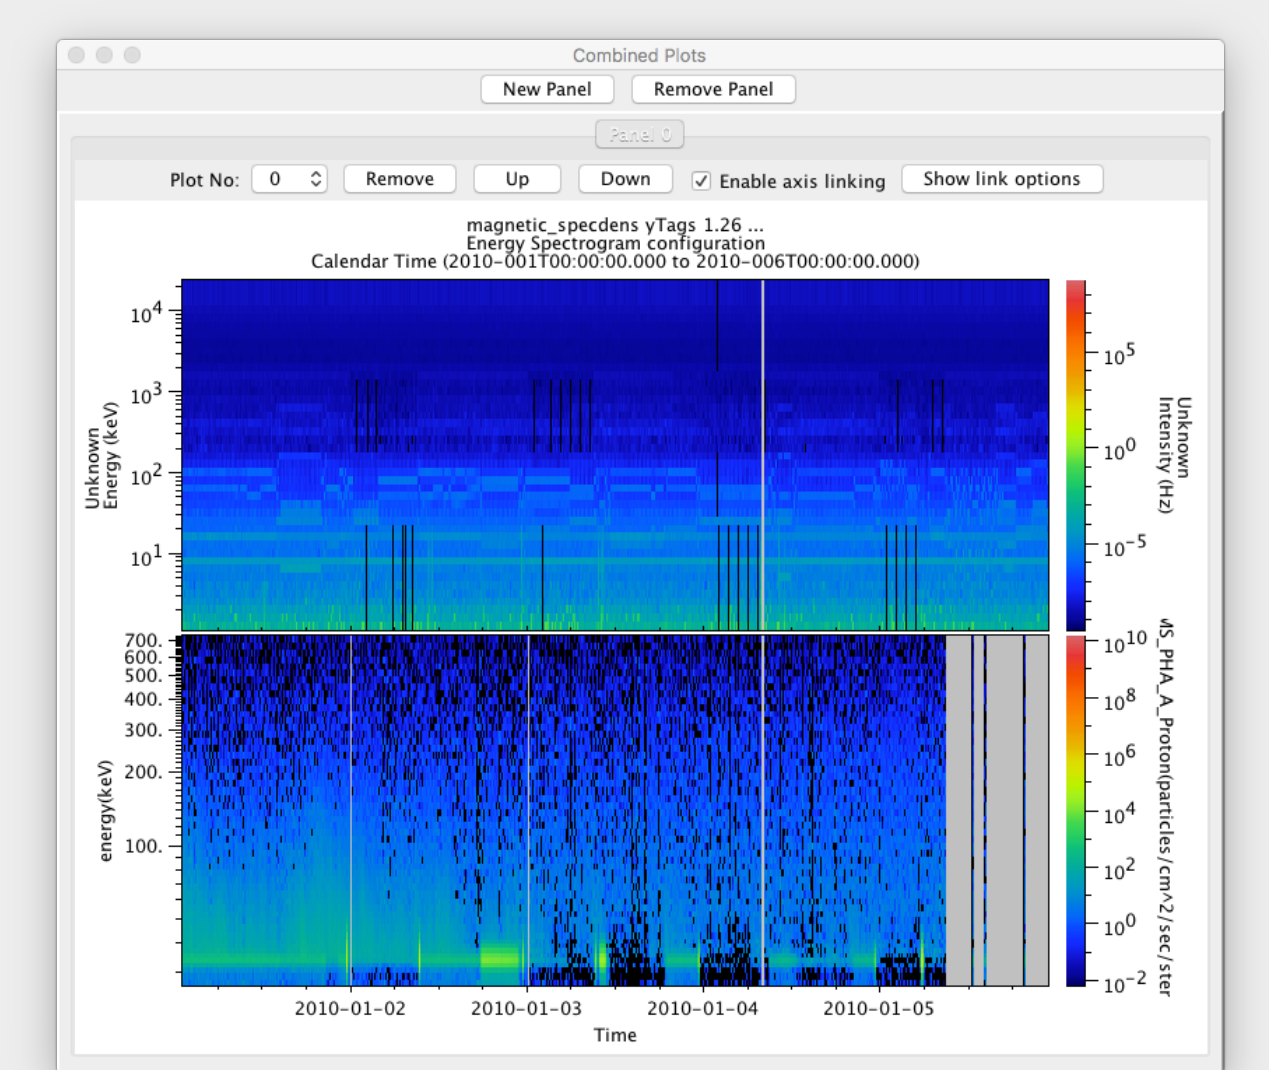 Combined Plots
New Panel Remove Panel
Panel 0
Plot No: 0 Remove Up Down Enable axis linking Show link options
magnetic_specdens yTags 1.26 ...
Energy Spectrogram configuration
Calendar Time (2010-001T00:00:00.000 to 2010-006T00:00:00.000)
Unknown
Energy (keV)
10^4
10^3
10^2
10^1
10^5
10^0
10^-5
Unknown
Intensity (Hz)
energy(keV)
700.
600.
500.
400.
300.
200.
100.
10^10
10^8
10^6
10^4
10^2
10^0
10^-2
_PHA_A_Proton(particles/cm^2/sec/ster
2010-01-02 2010-01-03 2010-01-04 2010-01-05
Time